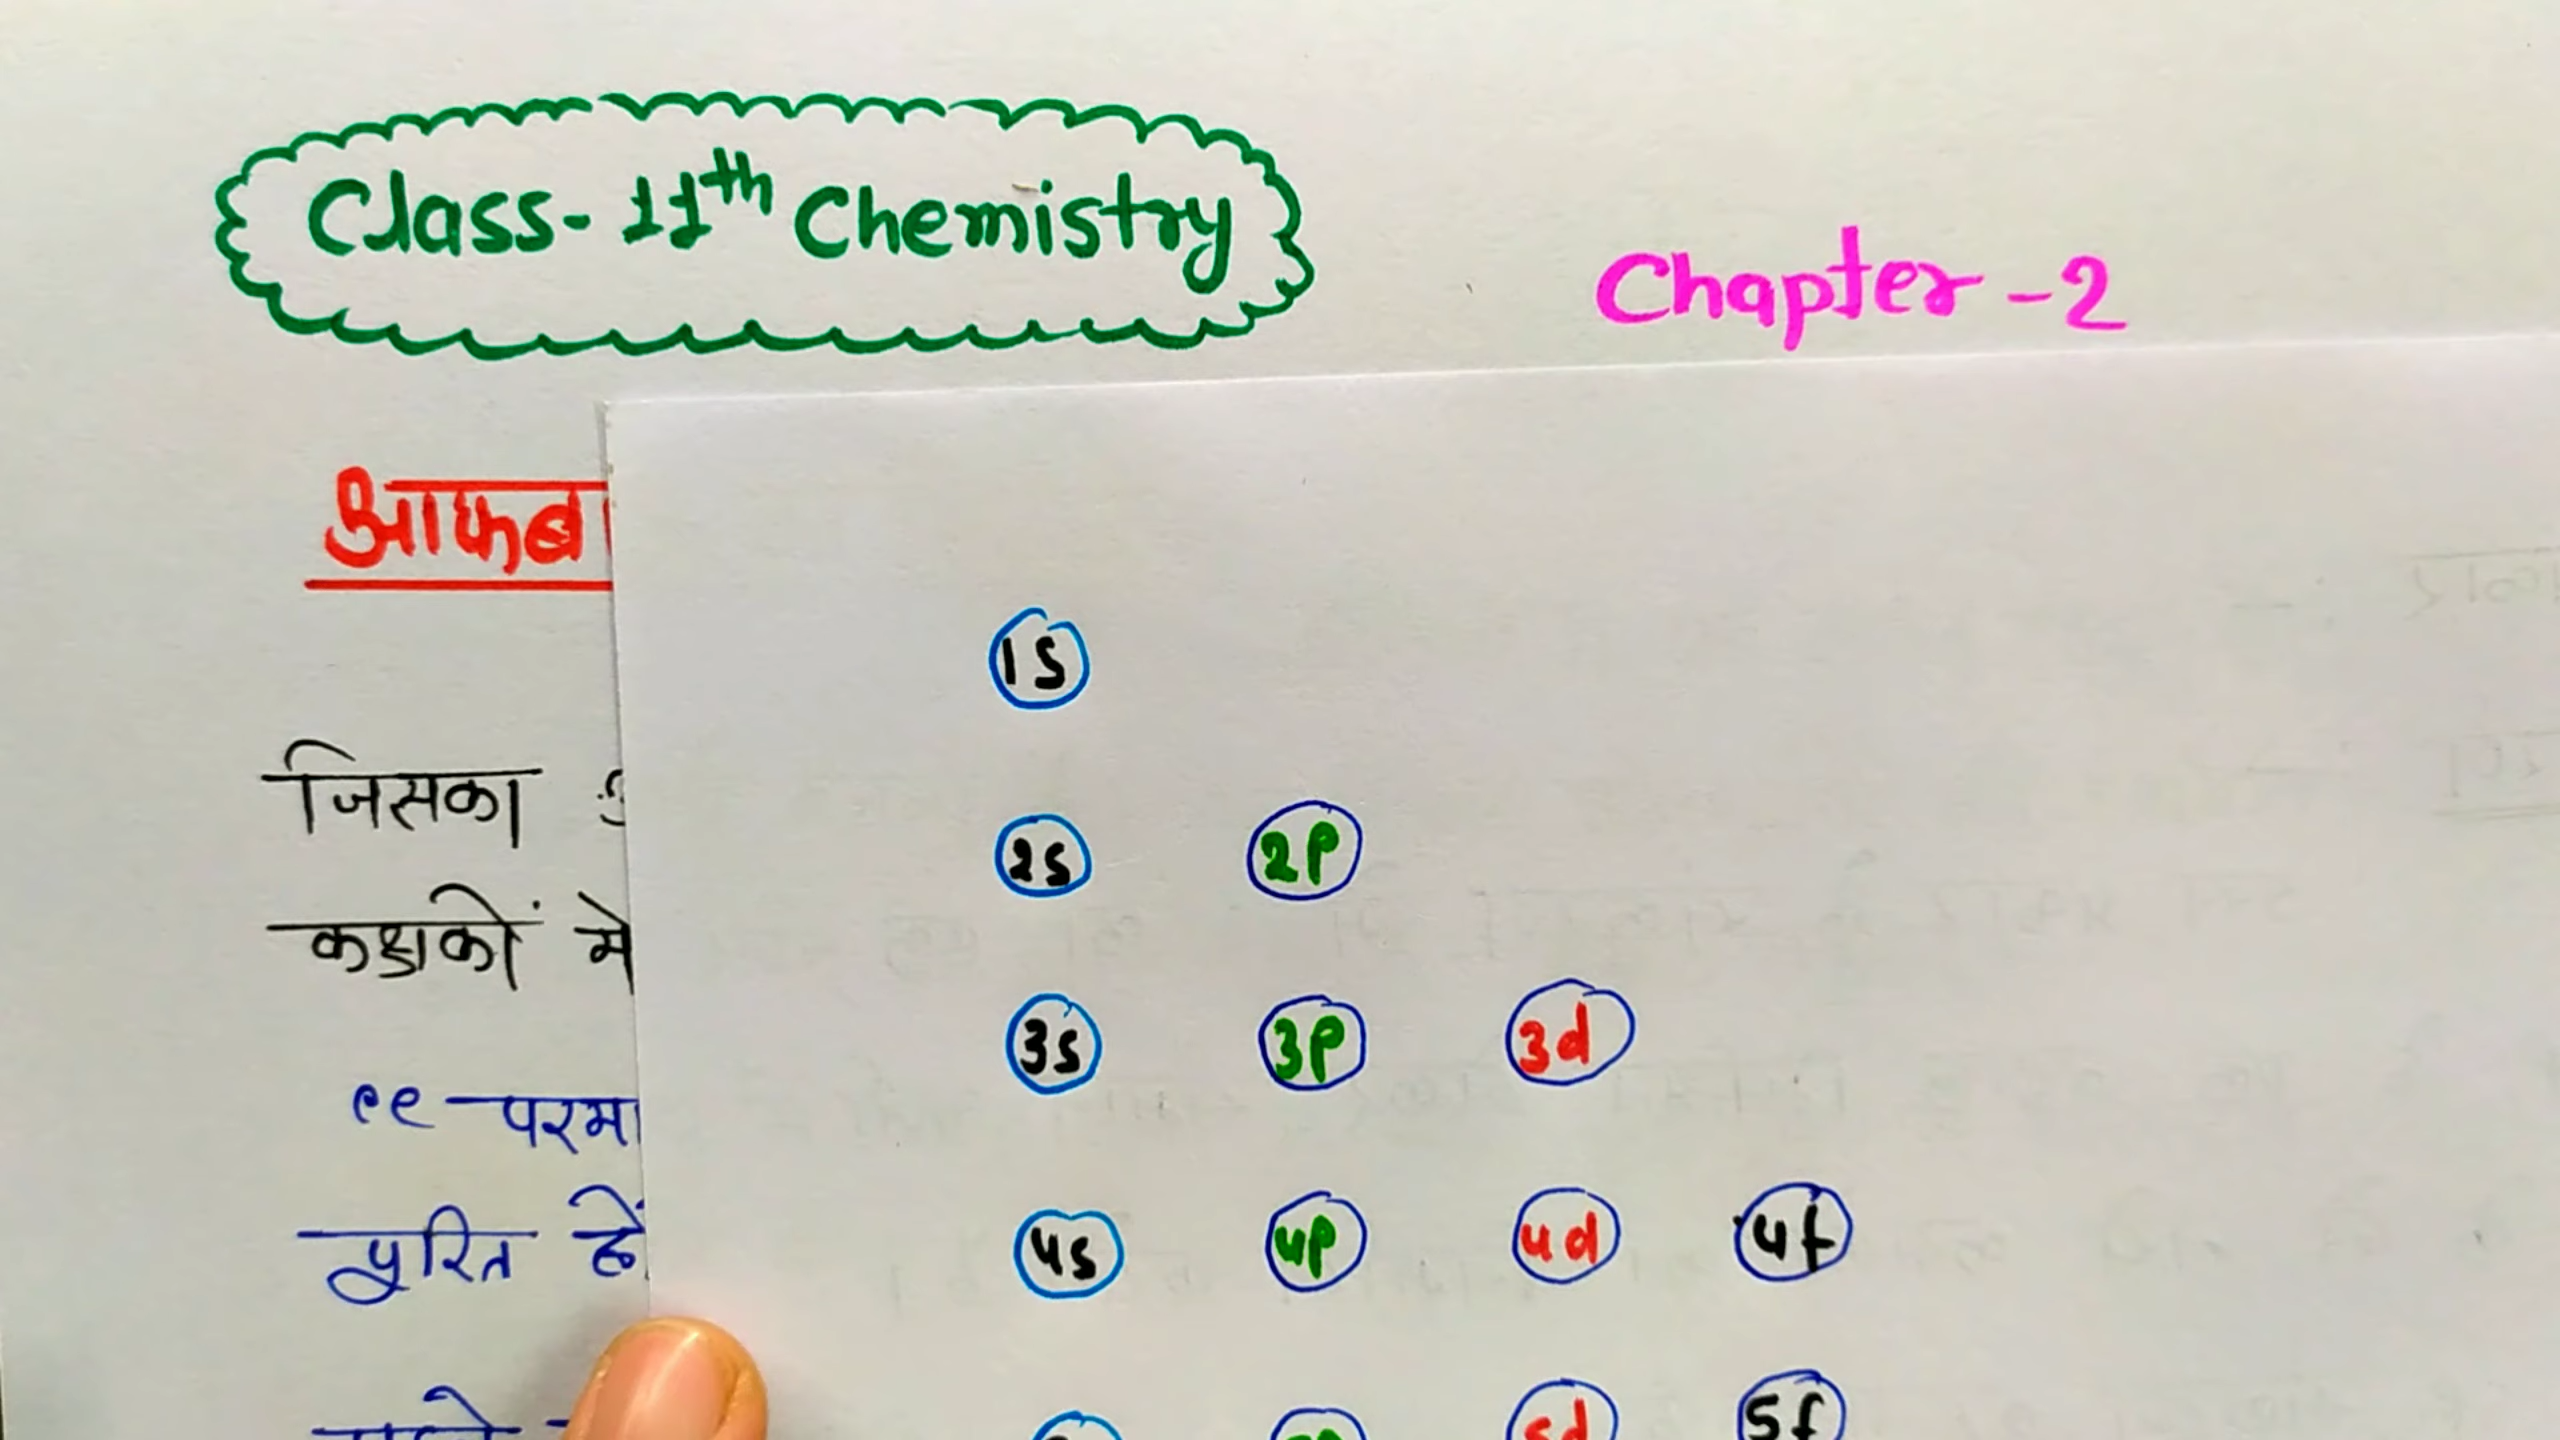 Class-11th Chemistry
Chapter-2
आफब
जिसका
कक्षकों में
1s
2s 2p
3s 3p 3d
4s 4p 4d 4f
5d 5f
पूरित